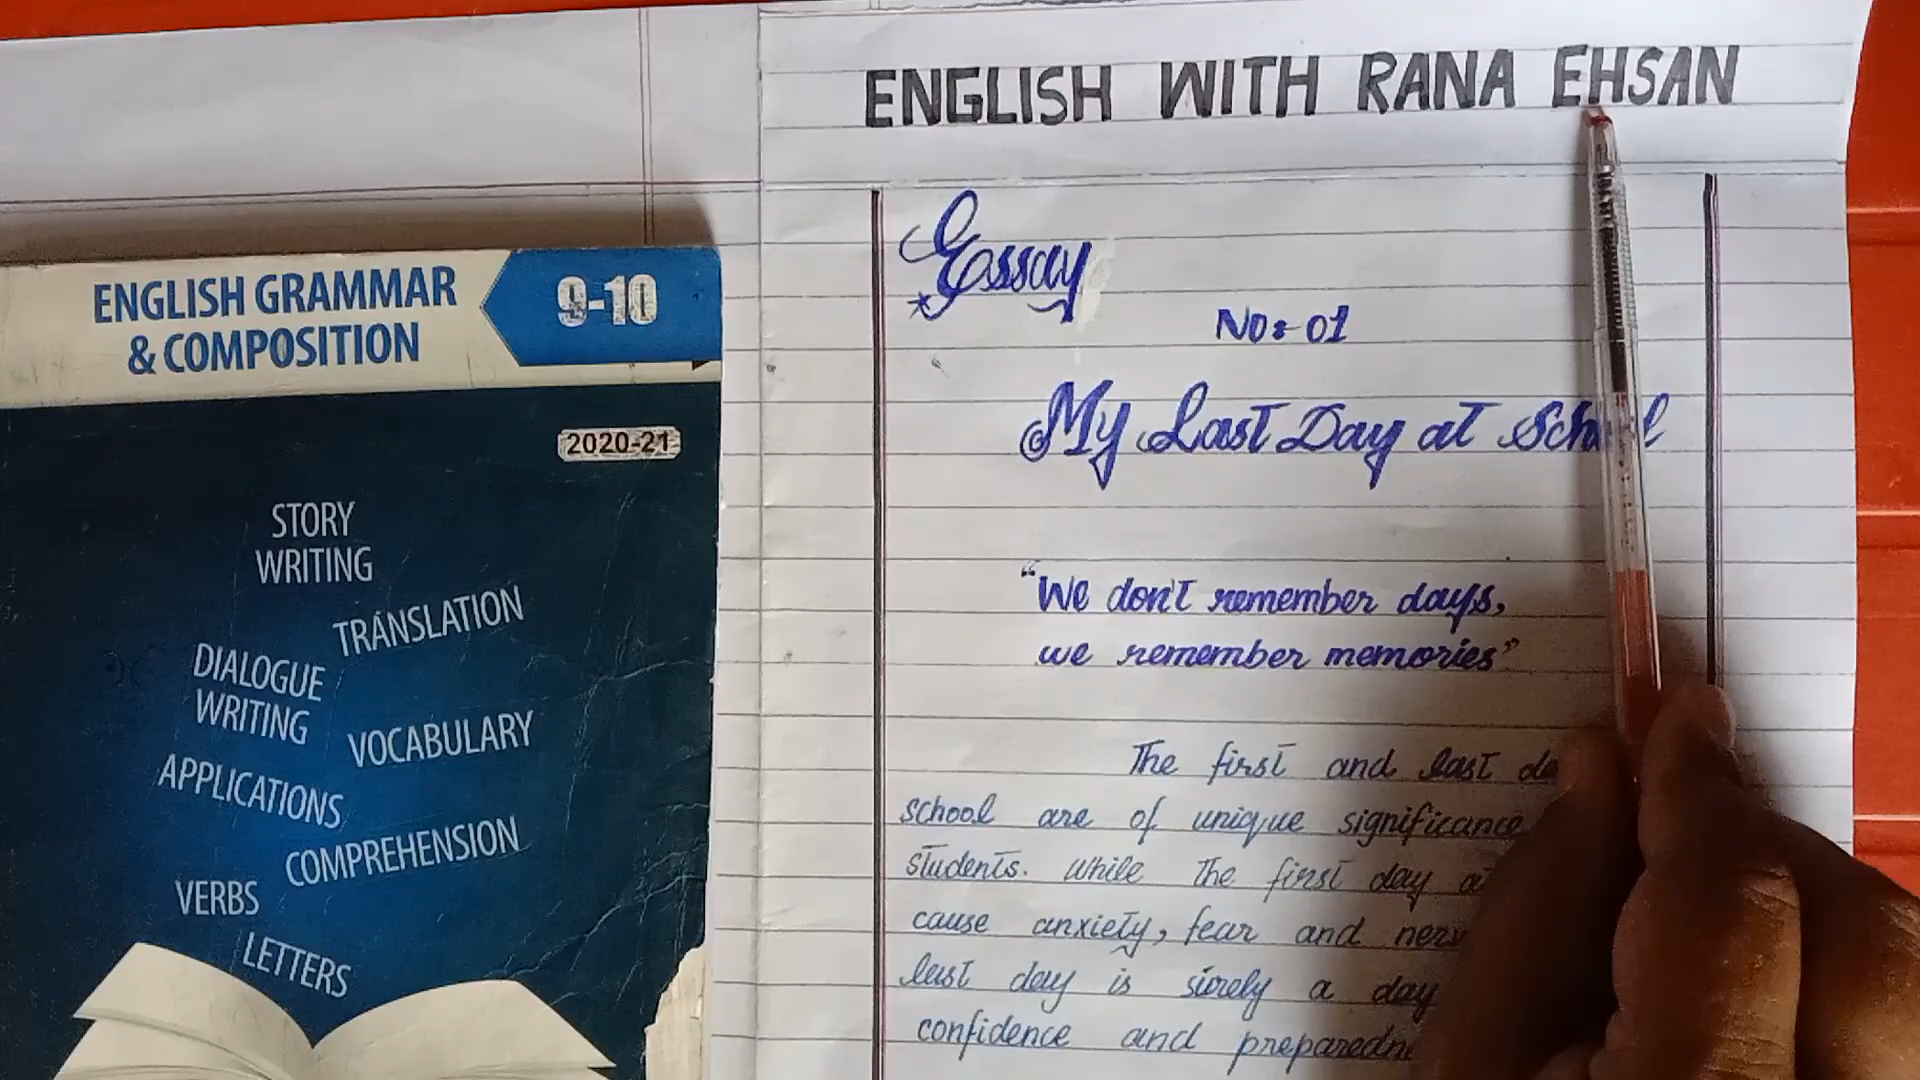 ENGLISH GRAMMAR
& COMPOSITION
9-10
2020-21
STORY
WRITING
TRANSLATION
DIALOGUE
WRITING
VOCABULARY
APPLICATIONS
COMPREHENSION
VERBS
LETTERS
ENGLISH WITH RANA EHSAN
Essay
No:- 01
My Last Day at School
"We don't remember days,
we remember memories"
The first and last
school are of unique significance
students. While the first day
cause anxiety, fear and
last day is surely a day
confidence and